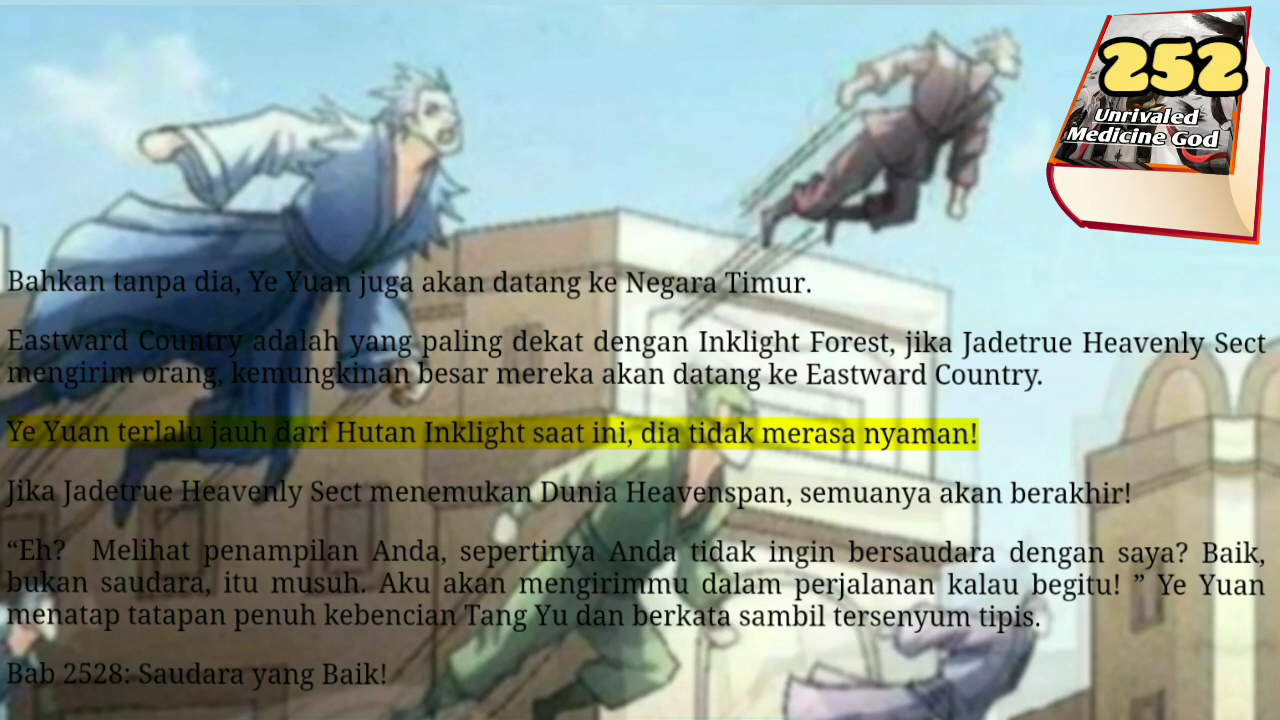 252
Unrivaled
Medicine God
Bahkan tanpa dia, Ye Yuan juga akan datang ke Negara Timur.
Eastward Country adalah yang paling dekat dengan Inklight Forest, jika Jadetrue Heavenly Sect
mengirim orang, kemungkinan besar mereka akan datang ke Eastward Country.
Ye Yuan terlalu jauh dari Hutan Inklight saat ini, dia tidak merasa nyaman!
Jika Jadetrue Heavenly Sect menemukan Dunia Heavenspan, semuanya akan berakhir!
“Eh? Melihat penampilan Anda, sepertinya Anda tidak ingin bersaudara dengan saya? Baik,
bukan saudara, itu musuh. Aku akan mengirimmu dalam perjalanan kalau begitu! ” Ye Yuan
menatap tatapan penuh kebencian Tang Yu dan berkata sambil tersenyum tipis.
Bab 2528: Saudara yang Baik!